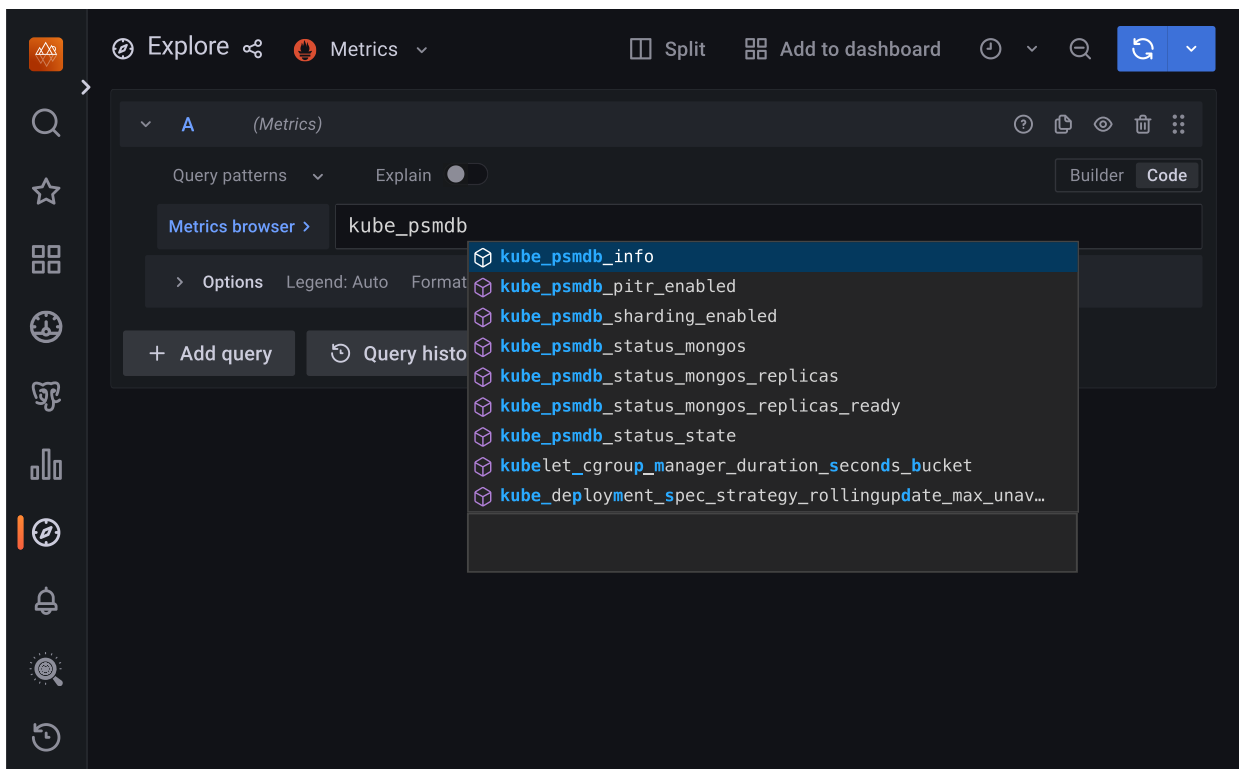 Explore Metrics Split Add to dashboard
A (Metrics)
Query patterns Explain Builder Code
Metrics browser > kube_psmdb
kube_psmdb_info
Options Legend: Auto Format
kube_psmdb_pitr_enabled
kube_psmdb_sharding_enabled
+ Add query Query histo
kube_psmdb_status_mongos
kube_psmdb_status_mongos_replicas
kube_psmdb_status_mongos_replicas_ready
kube_psmdb_status_state
kubelet_cgroup_manager_duration_seconds_bucket
kube_deployment_spec_strategy_rollingupdate_max_unav…